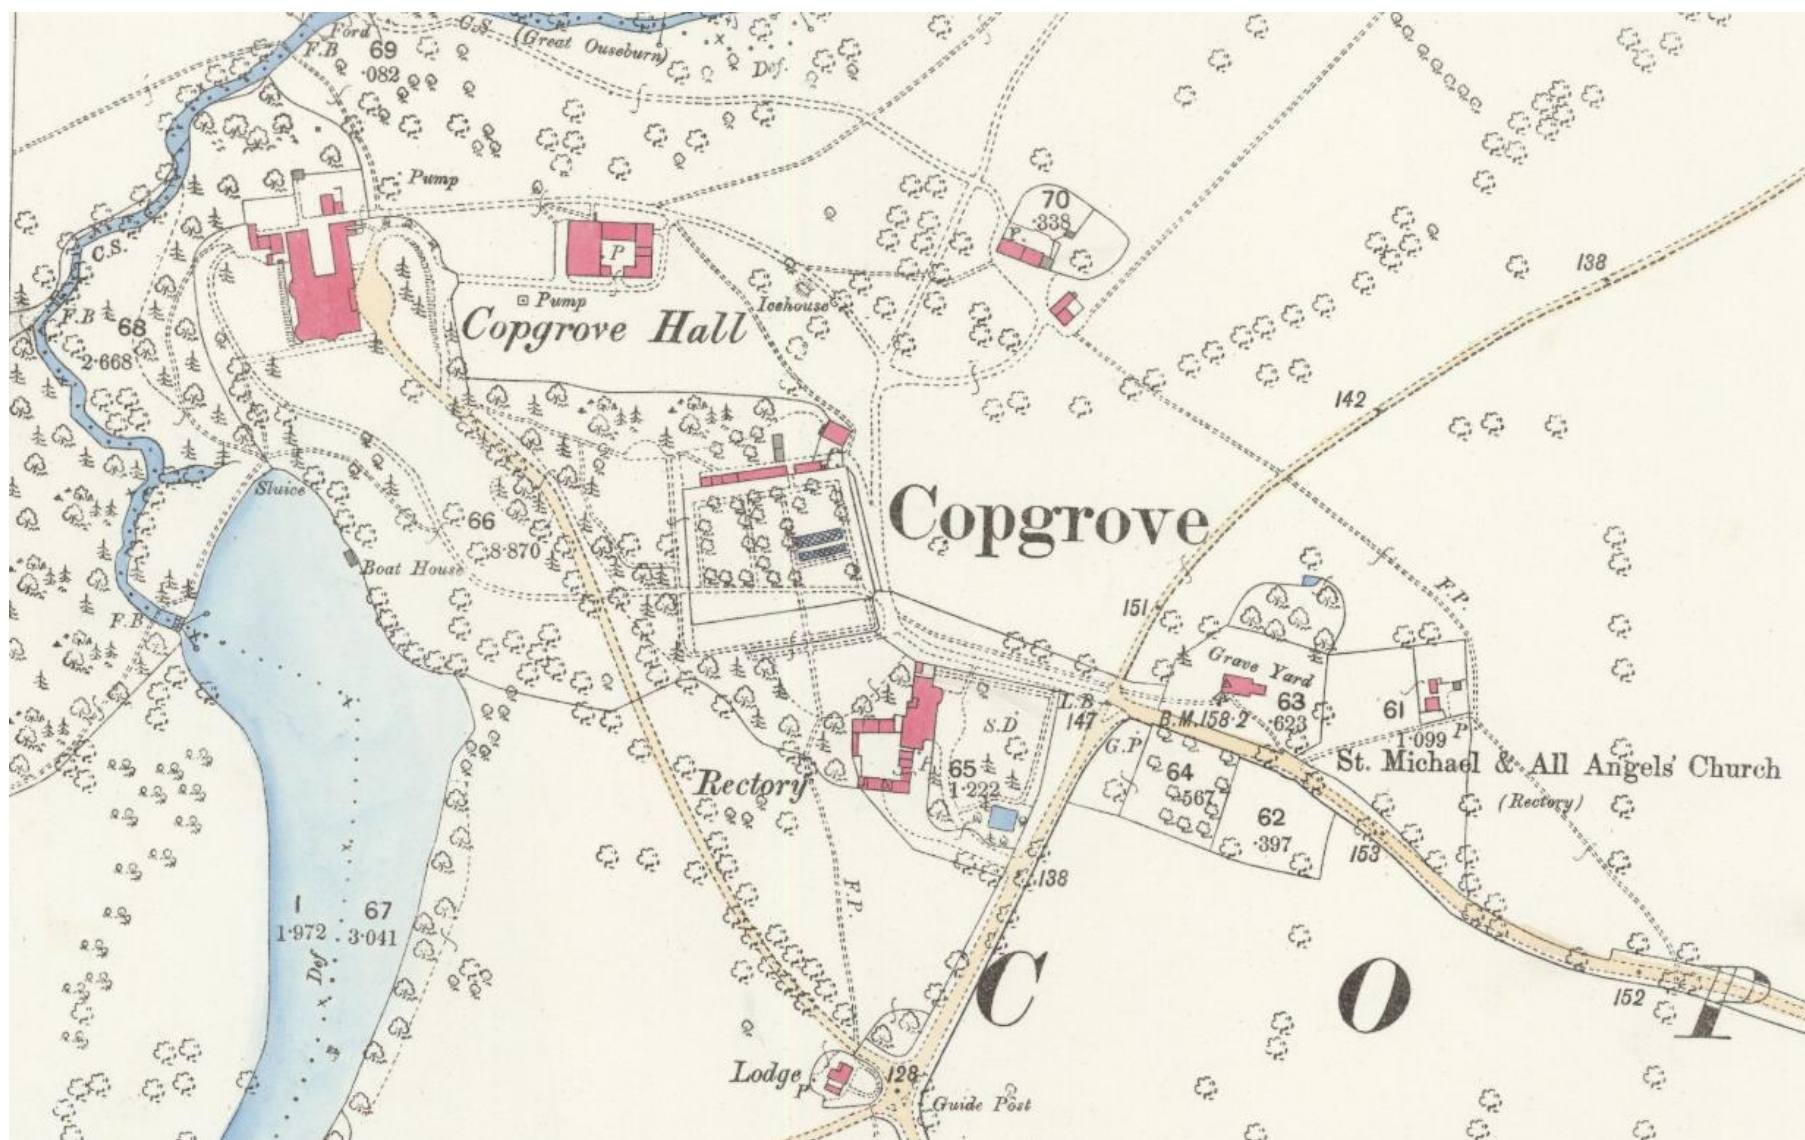 Ford
C.S.
(Great Ouseburn)
F.B
69
·082
Def.
Pump
70
·338
P.
C.S.
P
138
F.B
68
2·668
Pump
Icehouse
Copgrove Hall
142
Sluice
66
8·870
Copgrove
Boat House
F.P.
151
F.B
Grave Yard
L.B
147
B.M.158·2
63
·623
61
1·099
P
S.D
G.P
Rectory
P
65
1·222
64
·567
St. Michael & All Angels' Church
(Rectory)
62
·397
153
138
F.P.
1
1·972
67
3·041
Def
C O P
152
Lodge
P
128
Guide Post